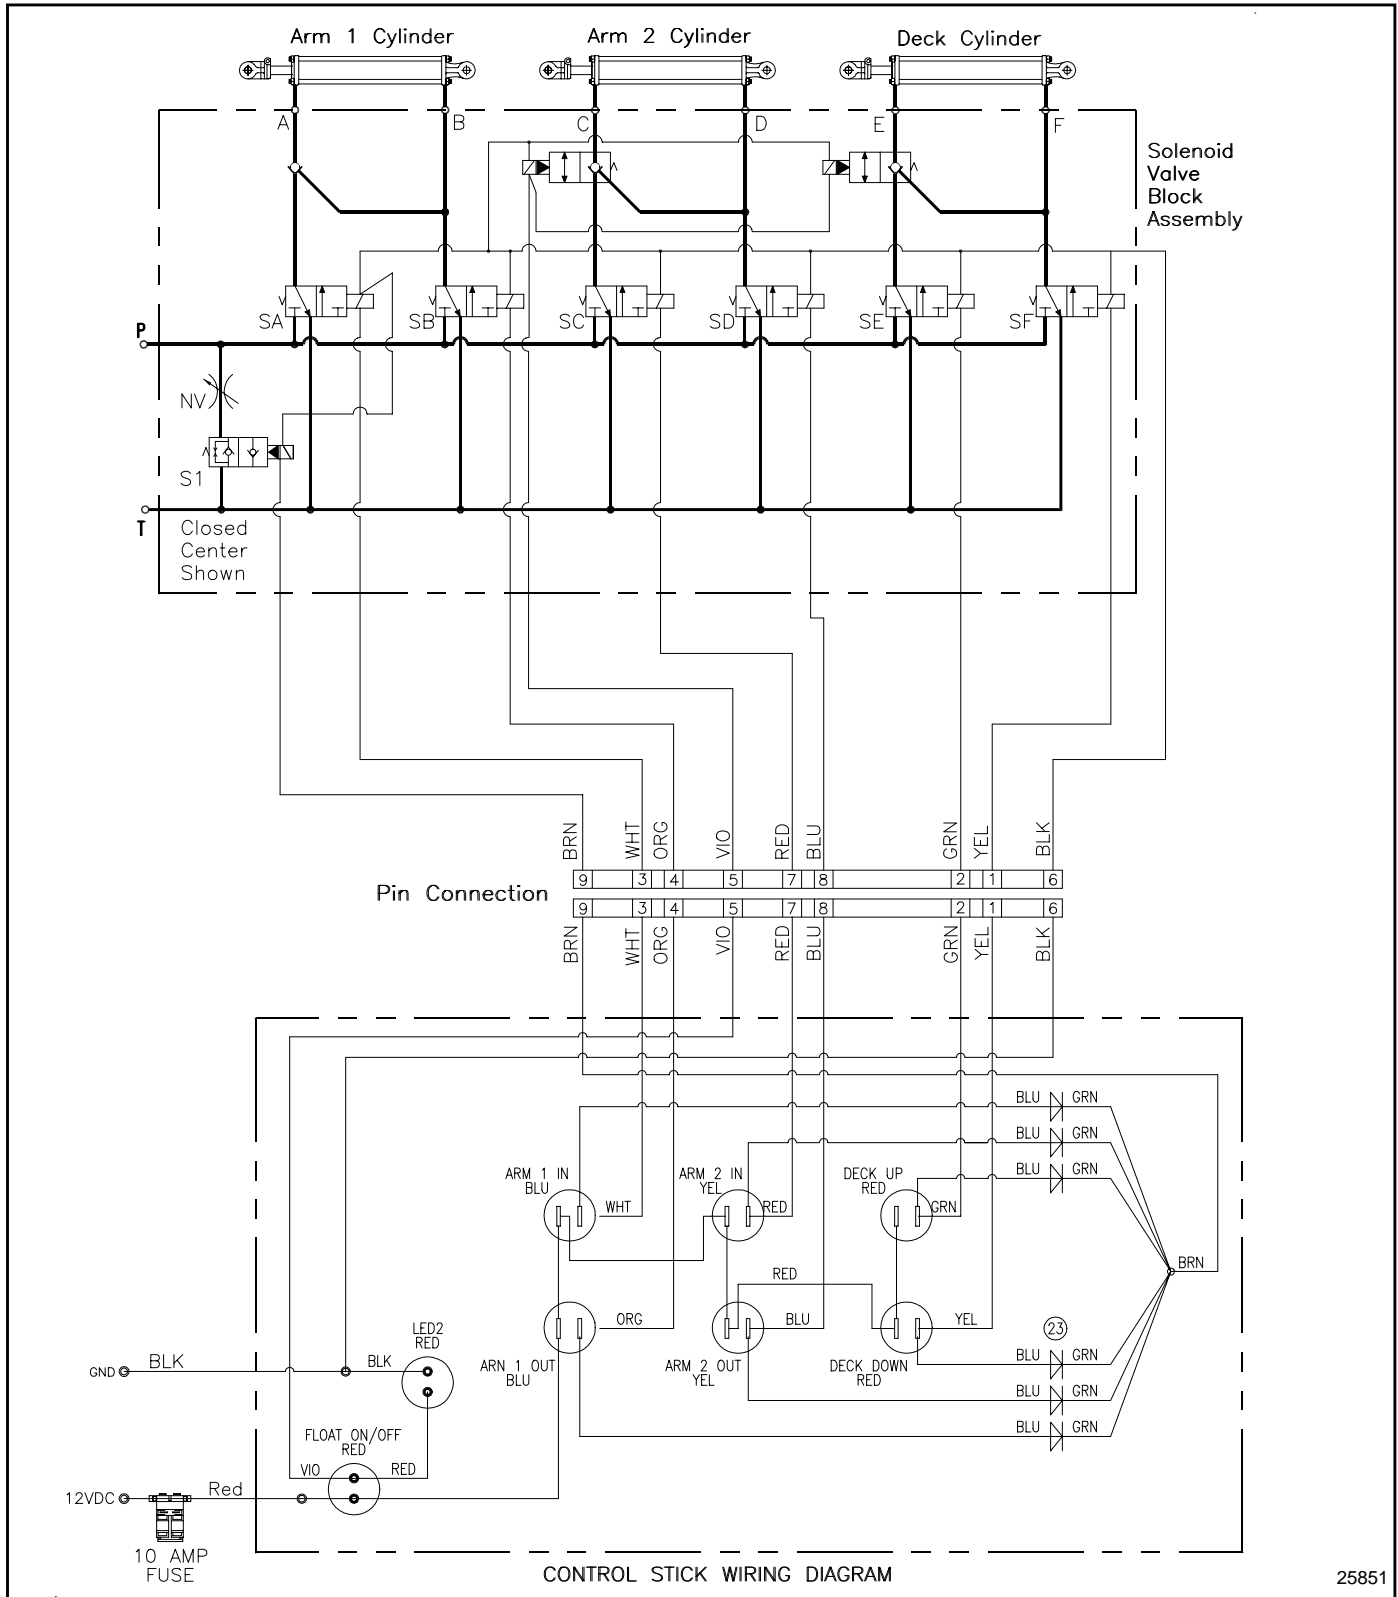 Arm 1 Cylinder
Arm 2 Cylinder
Deck Cylinder
A
B
C
D
E
F
Solenoid
Valve
Block
Assembly
SA
SB
SC
SD
SE
SF
P
NV
S1
T
Closed
Center
Shown
BRN
WHT
ORG
VIO
RED
BLU
GRN
YEL
BLK
Pin Connection
9 3 4 5 7 8 2 1 6
9 3 4 5 7 8 2 1 6
BRN
WHT
ORG
VIO
RED
BLU
GRN
YEL
BLK
BLU GRN
BLU GRN
BLU GRN
ARM 1 IN
BLU
WHT
ARM 2 IN
YEL
RED
DECK UP
RED
GRN
BRN
RED
ORG
BLU
YEL
23
ARN 1 OUT
BLU
ARM 2 OUT
YEL
DECK DOWN
RED
BLU GRN
BLU GRN
BLU GRN
LED2
RED
GND
BLK
BLK
FLOAT ON/OFF
RED
VIO
RED
12VDC
Red
10 AMP
FUSE
CONTROL STICK WIRING DIAGRAM
25851